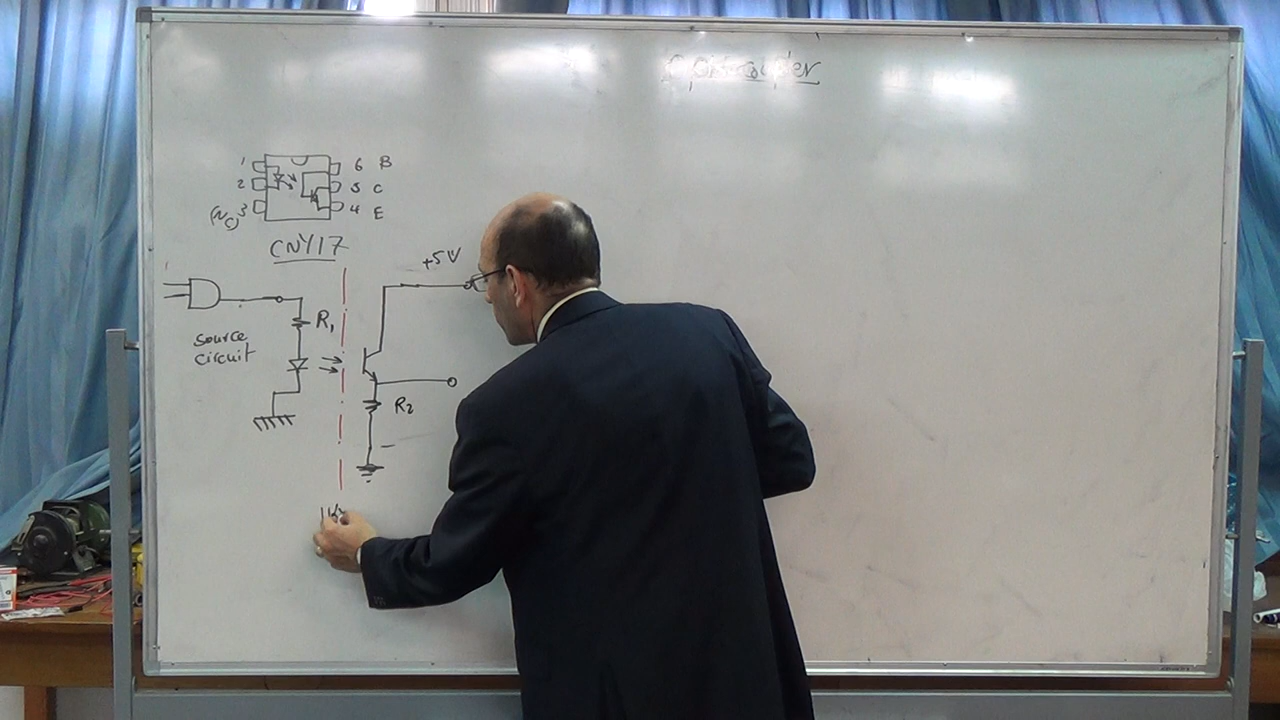 Optocoupler
1 6 B
2 5 C
(NC) 3 4 E
CNY17
+5V
R1
source
circuit
R2